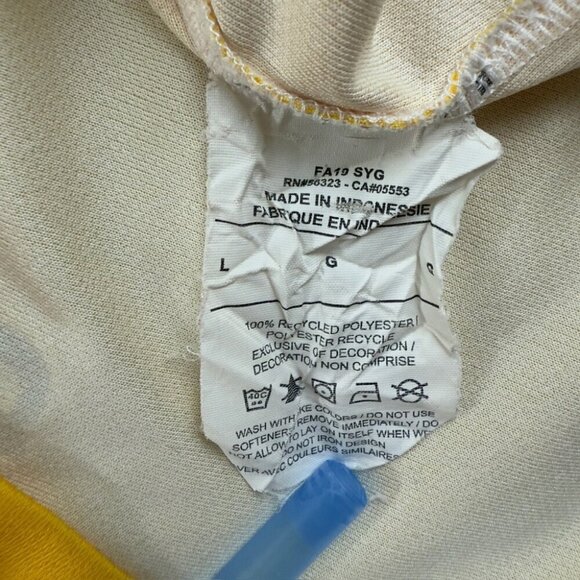 FA19 SYG
RN#56323 - CA#05553
MADE IN
FABRIQUE EN
L G G
100% RECYCLED POLYESTER /
POLYESTER RECYCLE
EXCLUSIVE OF DECORATION /
DECORATION NON COMPRISE
40C
WASH WITH LIKE COLORS / DO NOT USE
SOFTENER / REMOVE IMMEDIATELY / DO
NOT ALLOW TO LAY ON ITSELF WHEN WET
DO NOT IRON DESIGN
AVEC COULEURS SIMILAIRES